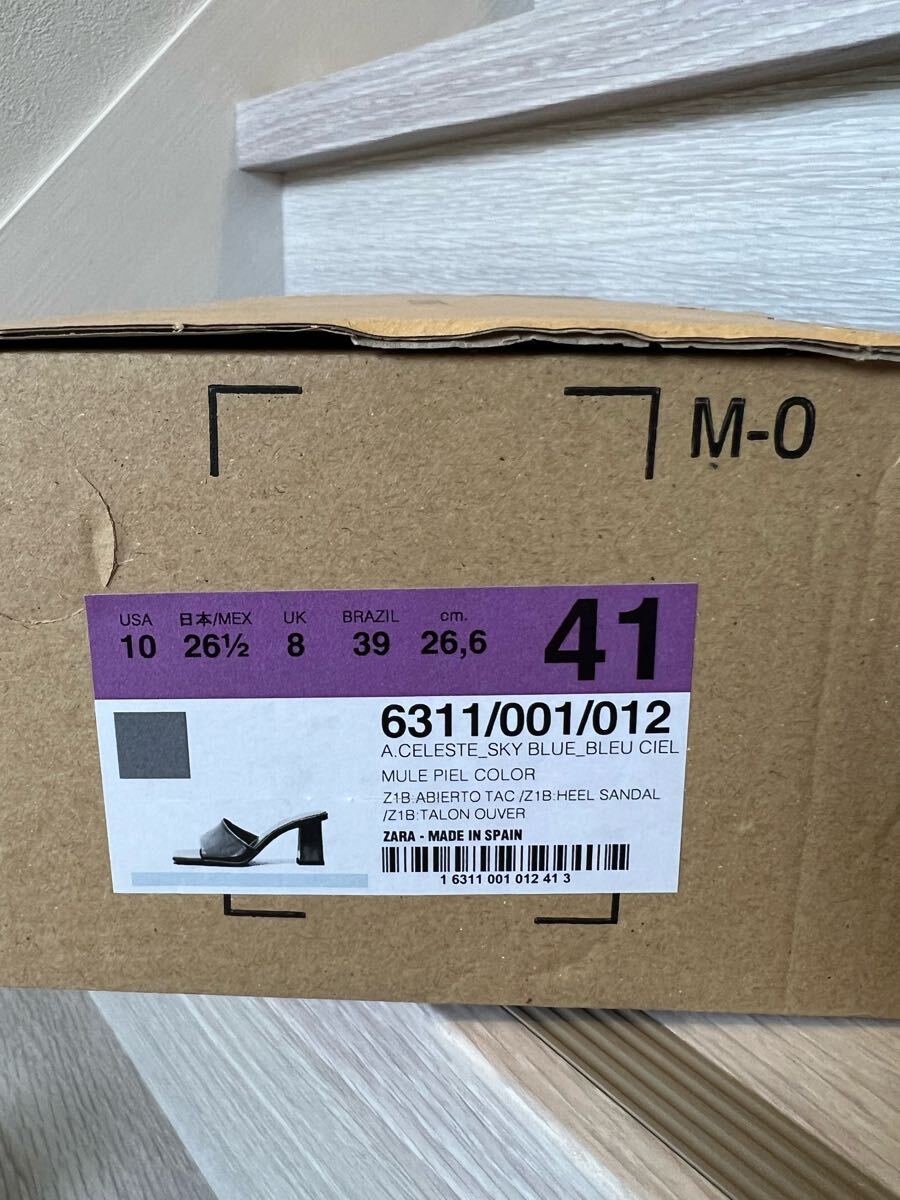 M-0
USA 日本/MEX UK BRAZIL cm.
10 26½ 8 39 26,6 41
6311/001/012
A.CELESTE_SKY BLUE_BLEU CIEL
MULE PIEL COLOR
Z1B:ABIERTO TAC /Z1B:HEEL SANDAL
/Z1B:TALON OUVER
ZARA - MADE IN SPAIN
1 6311 001 012 41 3